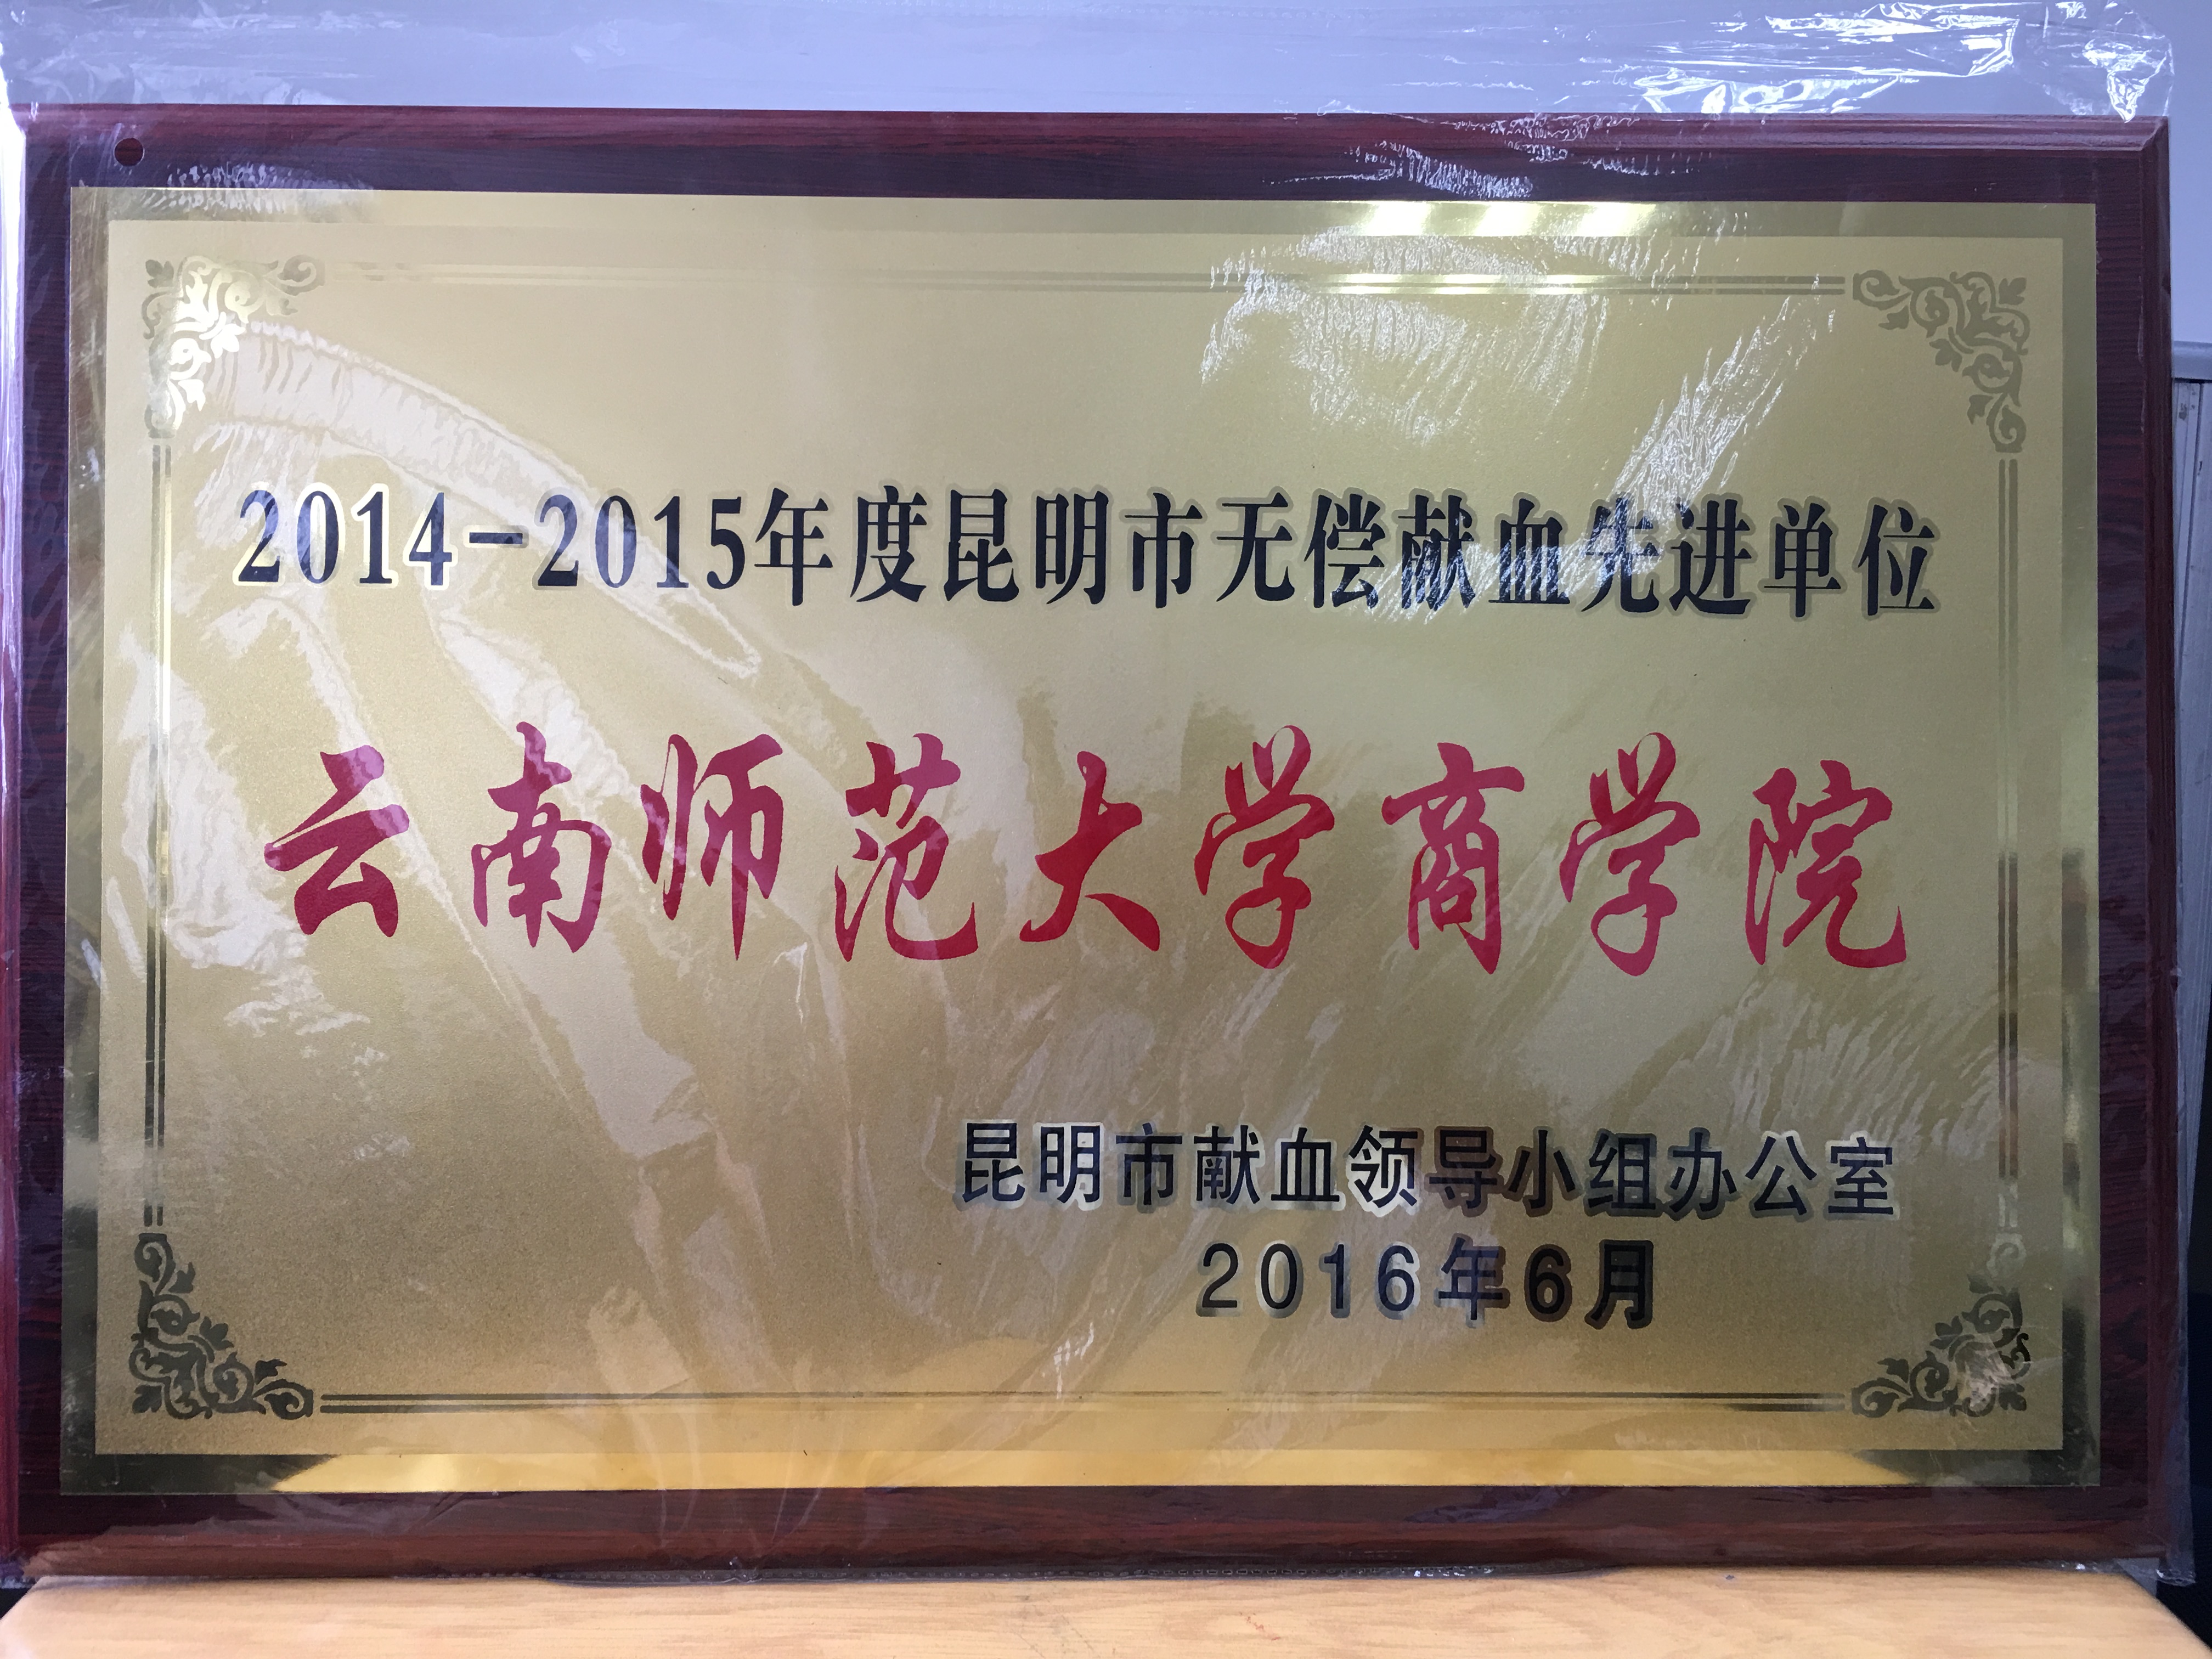 2014-2015年度昆明市无偿献血先进单位
云南师范大学商学院
昆明市献血领导小组办公室
2016年6月